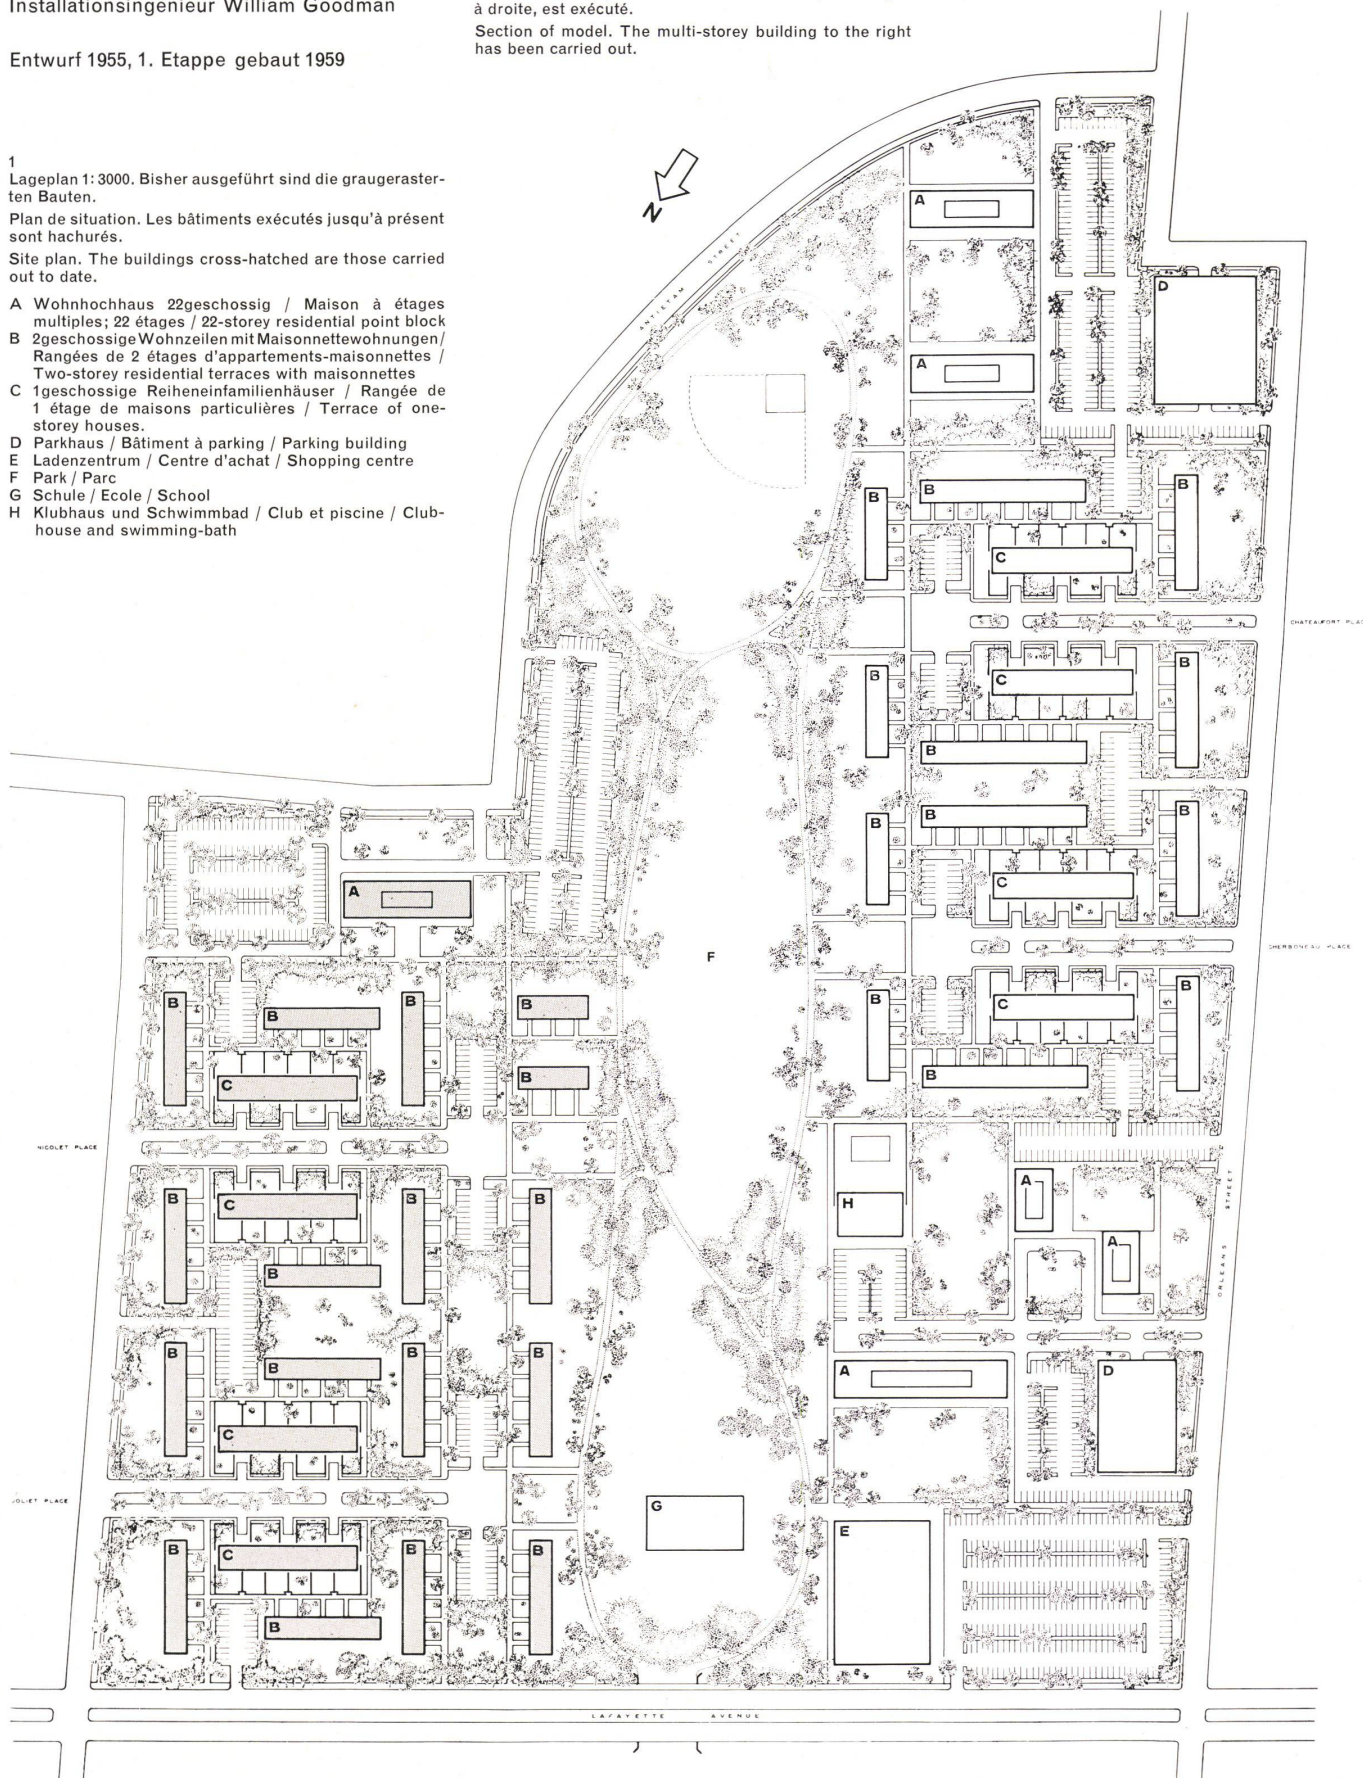 Installationsingenieur William Goodman
Entwurf 1955, 1. Etappe gebaut 1959
à droite, est exécuté.
Section of model. The multi-storey building to the right
has been carried out.
1
Lageplan 1:3000. Bisher ausgeführt sind die graugeraster-
ten Bauten.
Plan de situation. Les bâtiments exécutés jusqu'à présent
sont hachurés.
Site plan. The buildings cross-hatched are those carried
out to date.
A Wohnhochhaus 22geschossig / Maison à étages
multiples; 22 étages / 22-storey residential point block
B 2geschossige Wohnzeilen mit Maisonnettewohnungen/
Rangées de 2 étages d'appartements-maisonnettes /
Two-storey residential terraces with maisonnettes
C 1geschossige Reiheneinfamilienhäuser / Rangée de
1 étage de maisons particulières / Terrace of one-
storey houses.
D Parkhaus / Bâtiment à parking / Parking building
E Ladenzentrum / Centre d'achat / Shopping centre
F Park / Parc
G Schule / Ecole / School
H Klubhaus und Schwimmbad / Club et piscine / Club-
house and swimming-bath
N
ANTIETAM STREET
A
D
A
B
B
B
C
CHATEAUFORT PLAC
B
C
B
B
B
B
B
C
A
CHERBONEAU PLACE
F
B
B
B
B
C
B
B
B
C
B
NICOLET PLACE
A
H
A
B
C
B
B
B
ORLEANS STREET
B
B
B
B
A
D
C
JOLIET PLACE
G
E
B
C
B
B
B
LAFAYETTE AVENUE